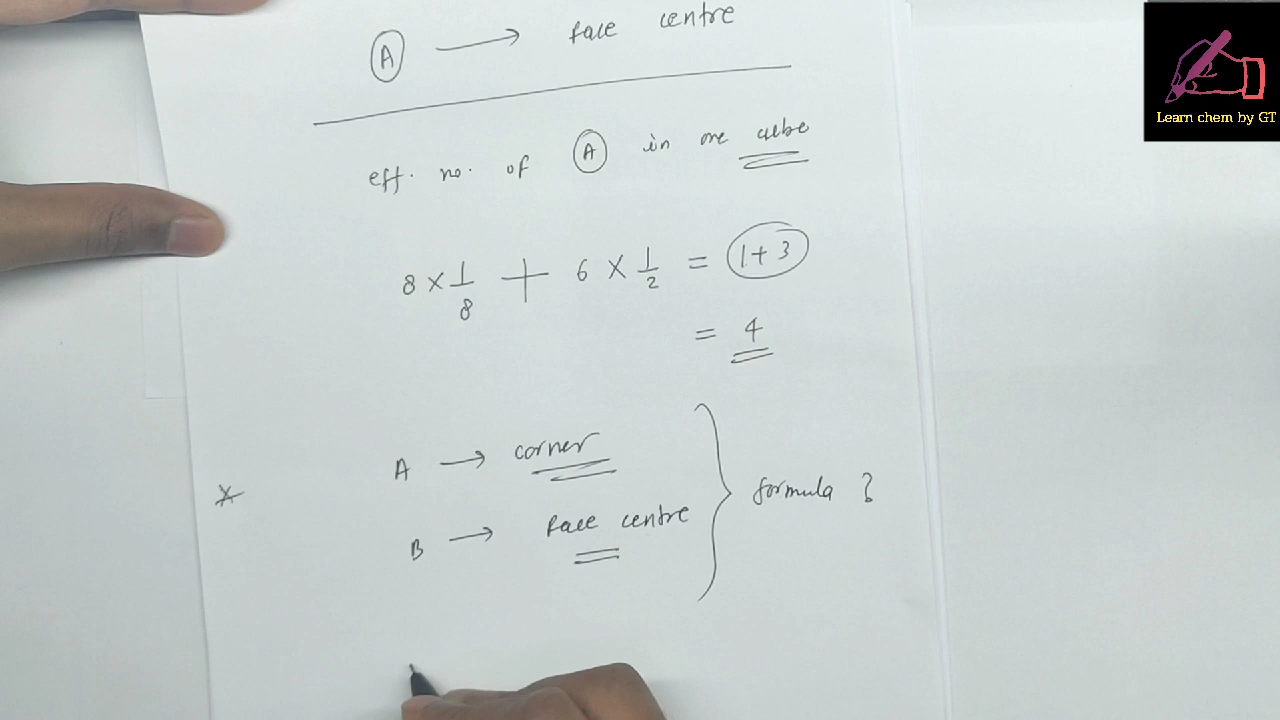 A → face centre
eff. no. of A in one cube
8 × 1/8 + 6 × 1/2 = 1+3
= 4
* A → corner
B → face centre
formula ?
Learn chem by GT